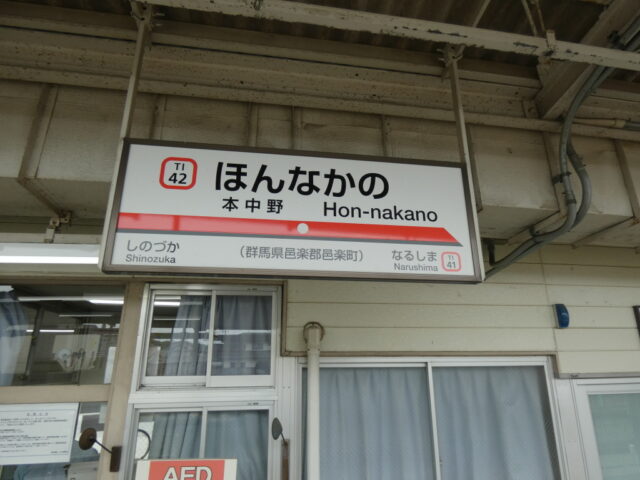 TI
42
ほんなかの
本中野 Hon-nakano
しのづか
Shinozuka
(群馬県邑楽郡邑楽町)
なるしま
Narushima
TI
41
AED